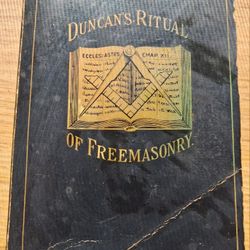 DUNCAN'S RITUAL
ECCLESIASTES CHAP. XII.
OF FREEMASONRY.